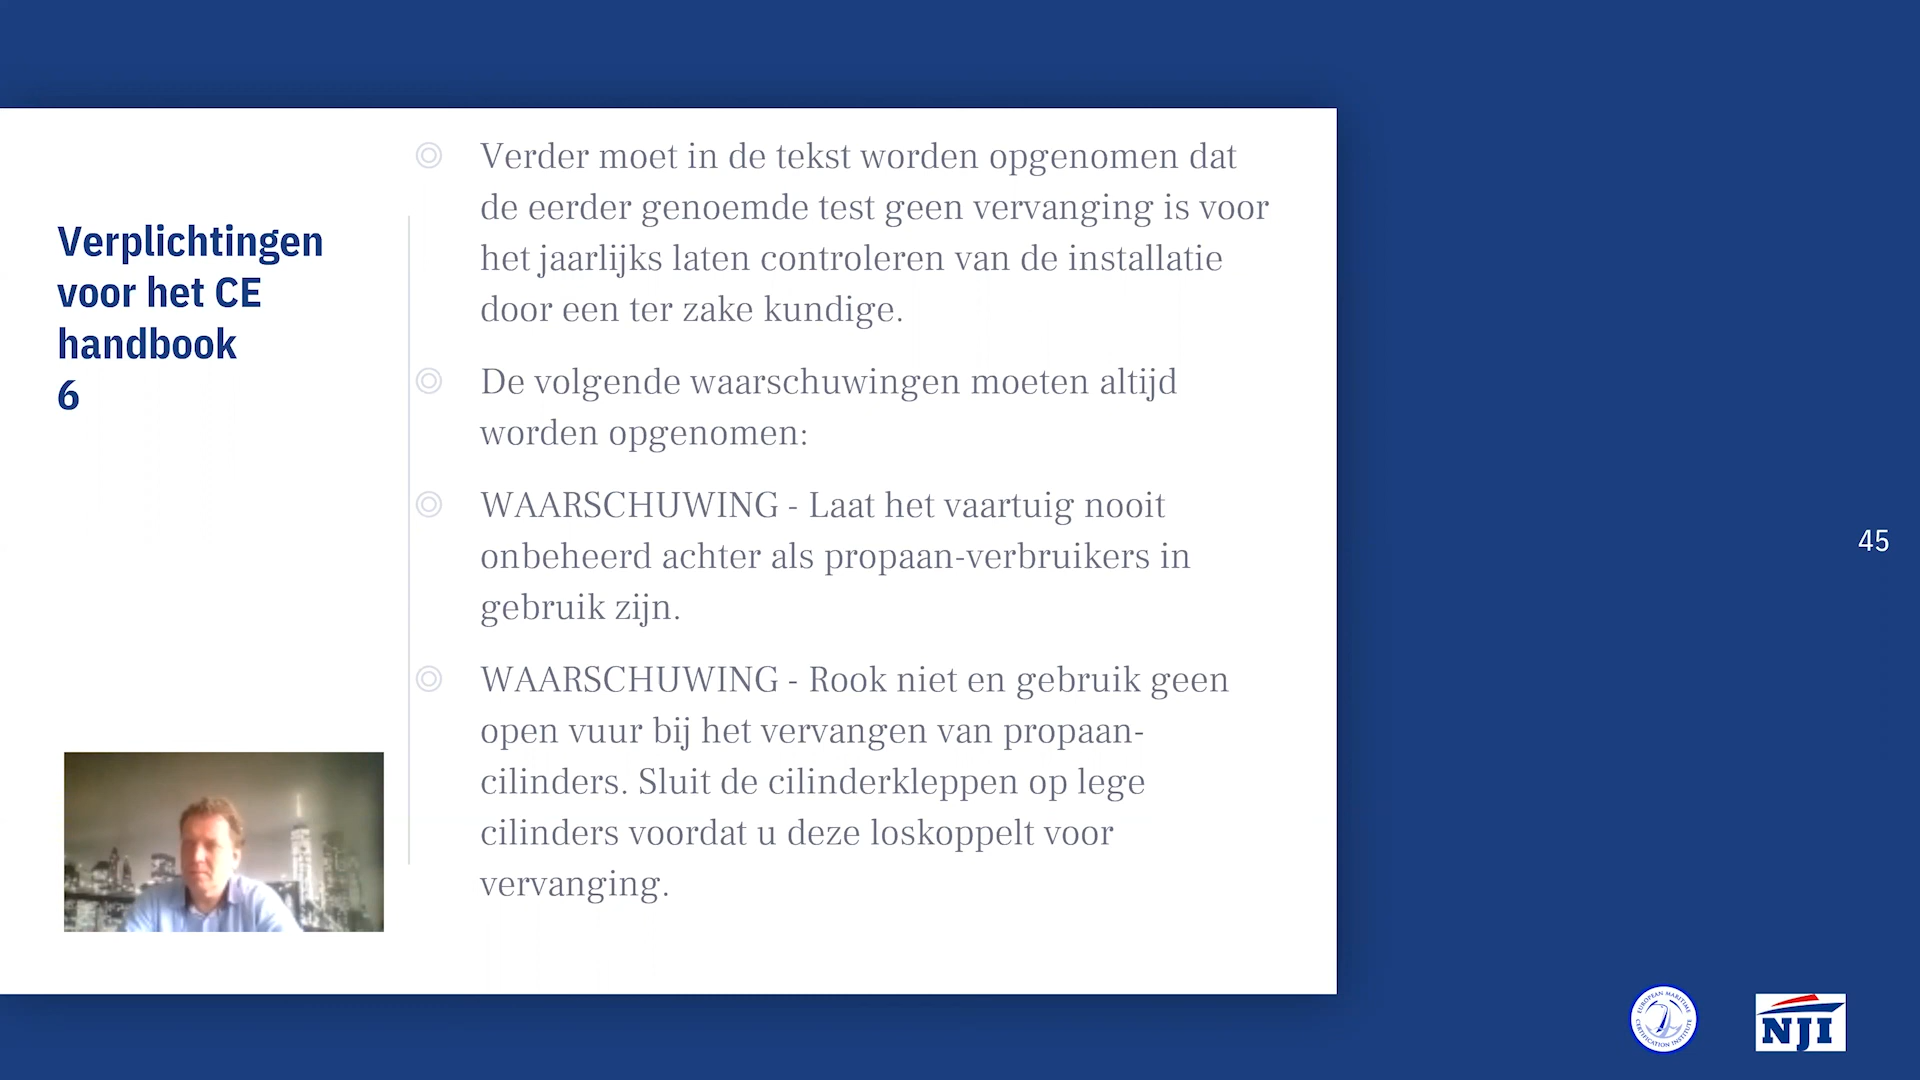 Verplichtingen
voor het CE
handbook
6
Verder moet in de tekst worden opgenomen dat
de eerder genoemde test geen vervanging is voor
het jaarlijks laten controleren van de installatie
door een ter zake kundige.
De volgende waarschuwingen moeten altijd
worden opgenomen:
WAARSCHUWING - Laat het vaartuig nooit
onbeheerd achter als propaan-verbruikers in
gebruik zijn.
WAARSCHUWING - Rook niet en gebruik geen
open vuur bij het vervangen van propaan-
cilinders. Sluit de cilinderkleppen op lege
cilinders voordat u deze loskoppelt voor
vervanging.
45
EUROPEAN MARITIME
CERTIFICATION INSTITUTE
NJI